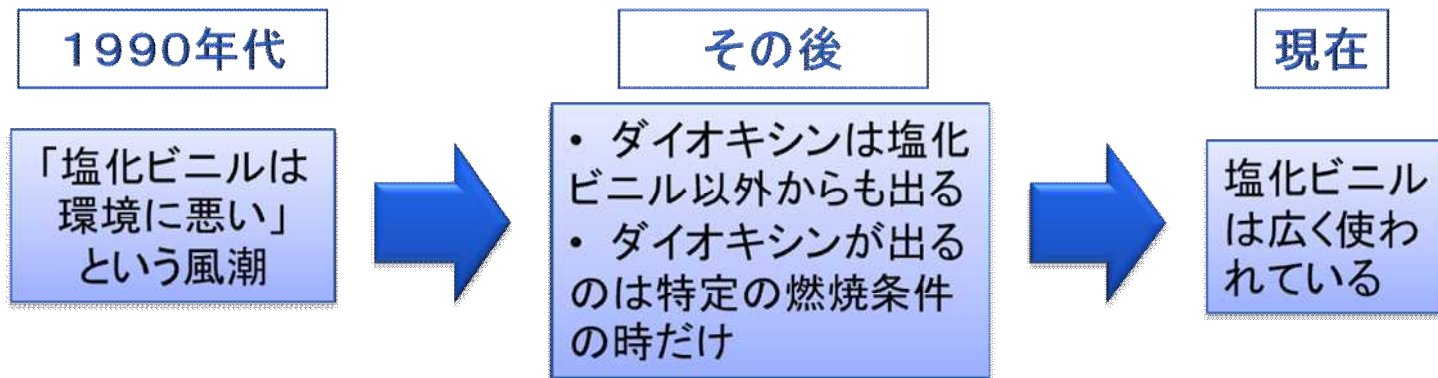 1990年代
「塩化ビニルは
環境に悪い」
という風潮
その後
• ダイオキシンは塩化
ビニル以外からも出る
• ダイオキシンが出る
のは特定の燃焼条件
の時だけ
現在
塩化ビニル
は広く使わ
れている